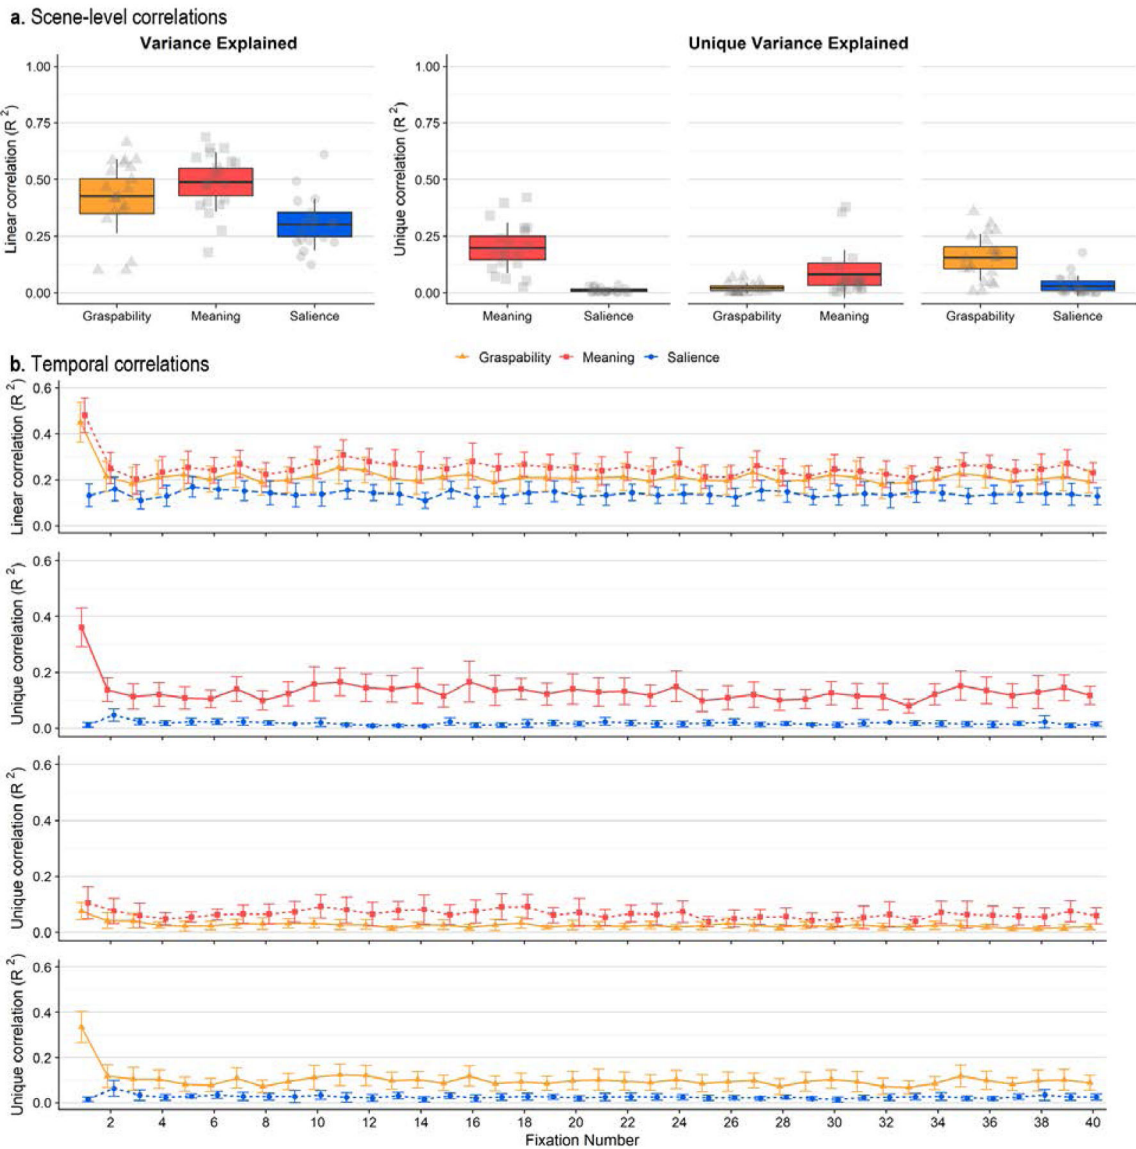 a. Scene-level correlations
Variance Explained
Unique Variance Explained
Linear correlation (R²)
1.00
0.75
0.50
0.25
0.00
Graspability Meaning Salience
Unique correlation (R²)
1.00
0.75
0.50
0.25
0.00
Meaning Salience
Graspability Meaning
Graspability Salience
b. Temporal correlations
Graspability Meaning Salience
Linear correlation (R²)
0.6
0.4
0.2
0.0
Unique correlation (R²)
0.6
0.4
0.2
0.0
Unique correlation (R²)
0.6
0.4
0.2
0.0
Unique correlation (R²)
0.6
0.4
0.2
0.0
2 4 6 8 10 12 14 16 18 20 22 24 26 28 30 32 34 36 38 40
Fixation Number